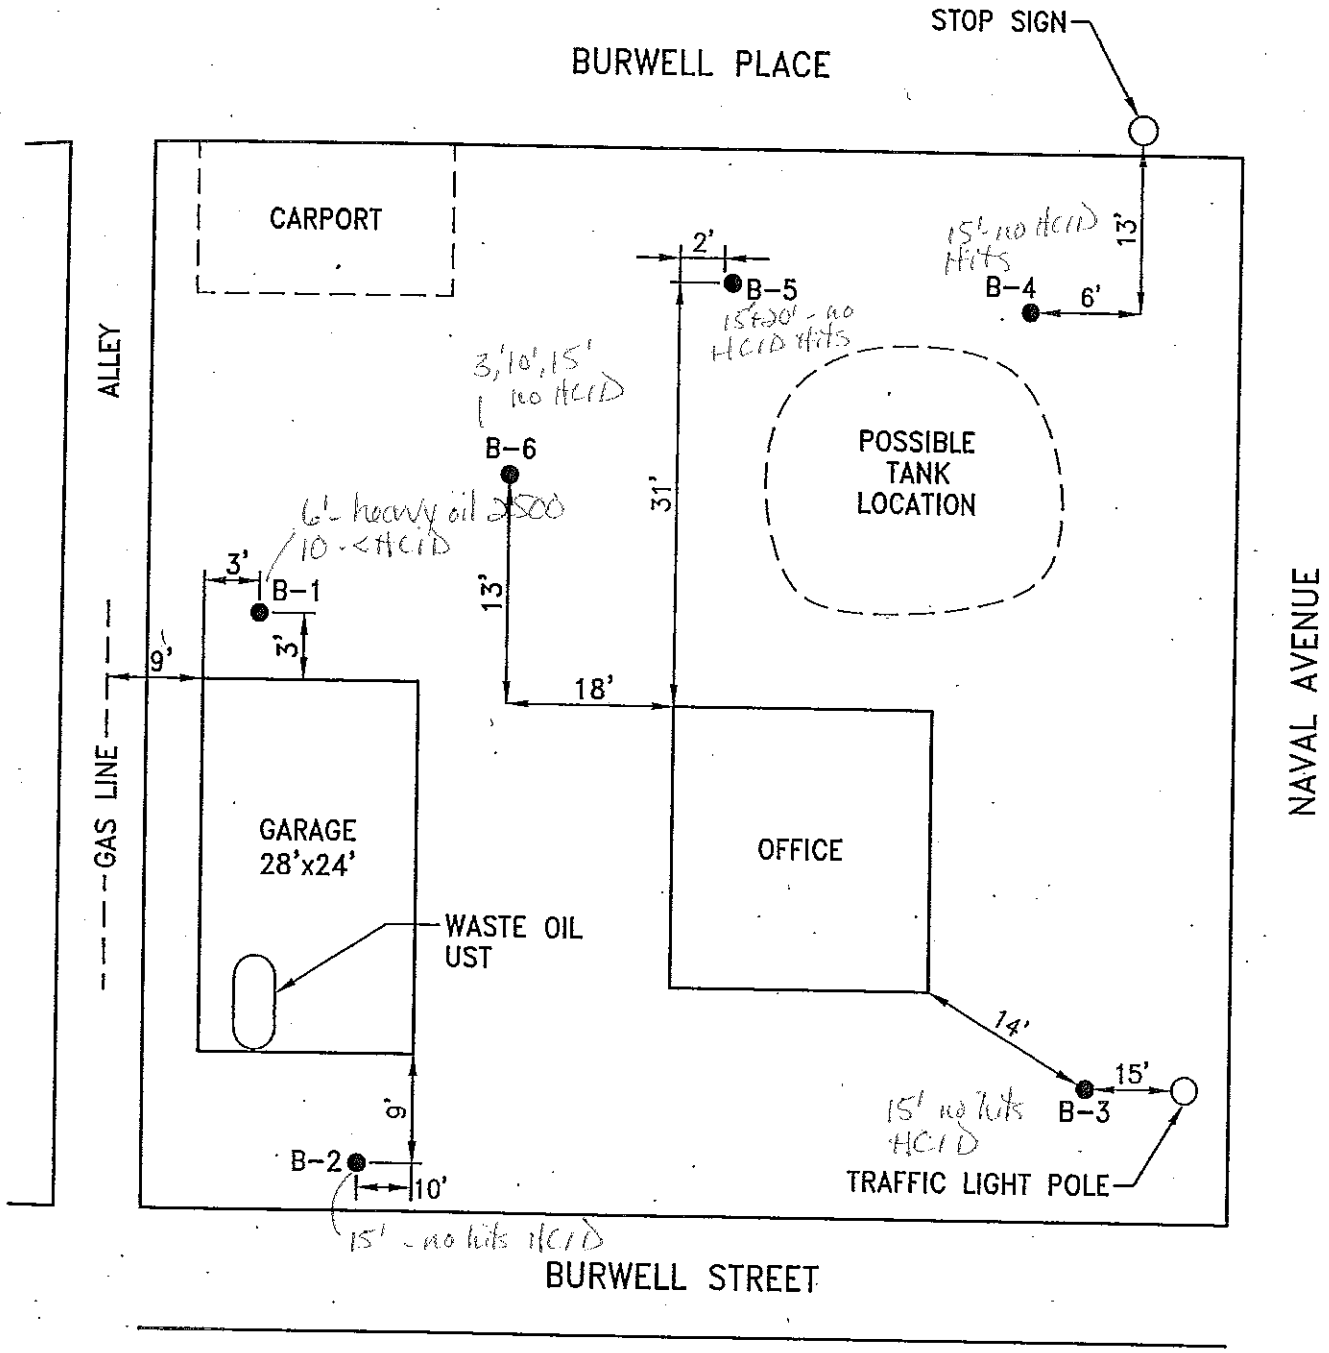 STOP SIGN
BURWELL PLACE
CARPORT
13'
15'- no HCID
Hits
2'
B-5
B-4
6'
15'+20' - no
HCID Hits
ALLEY
3,'10',15'
no HCID
B-6
POSSIBLE
TANK
LOCATION
31'
6'- heavy oil 2500
10 - <HCID
3'
B-1
13'
3'
9'
18'
NAVAL AVENUE
GAS LINE
GARAGE
28'x24'
OFFICE
WASTE OIL
UST
14'
15'
B-3
9'
15' no hits
HCID
B-2
10'
TRAFFIC LIGHT POLE
15' - no hits HCID
BURWELL STREET